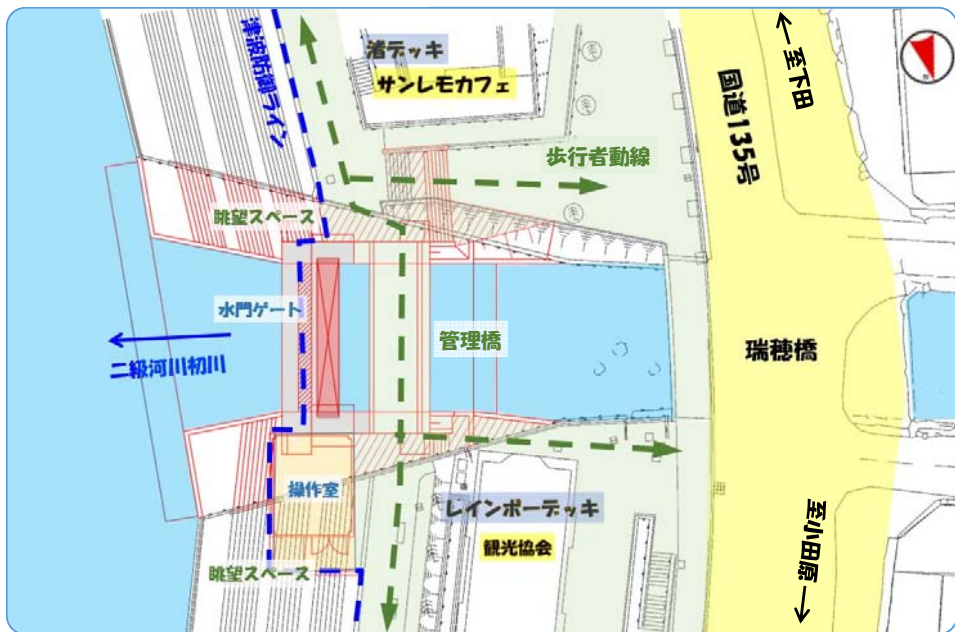 津波防御ライン
渚デッキ
サンレモカフェ
国道135号
←至下田
歩行者動線
眺望スペース
水門ゲート
管理橋
瑞穂橋
二級河川初川
操作室
レインボーデッキ
観光協会
眺望スペース
至小田原→